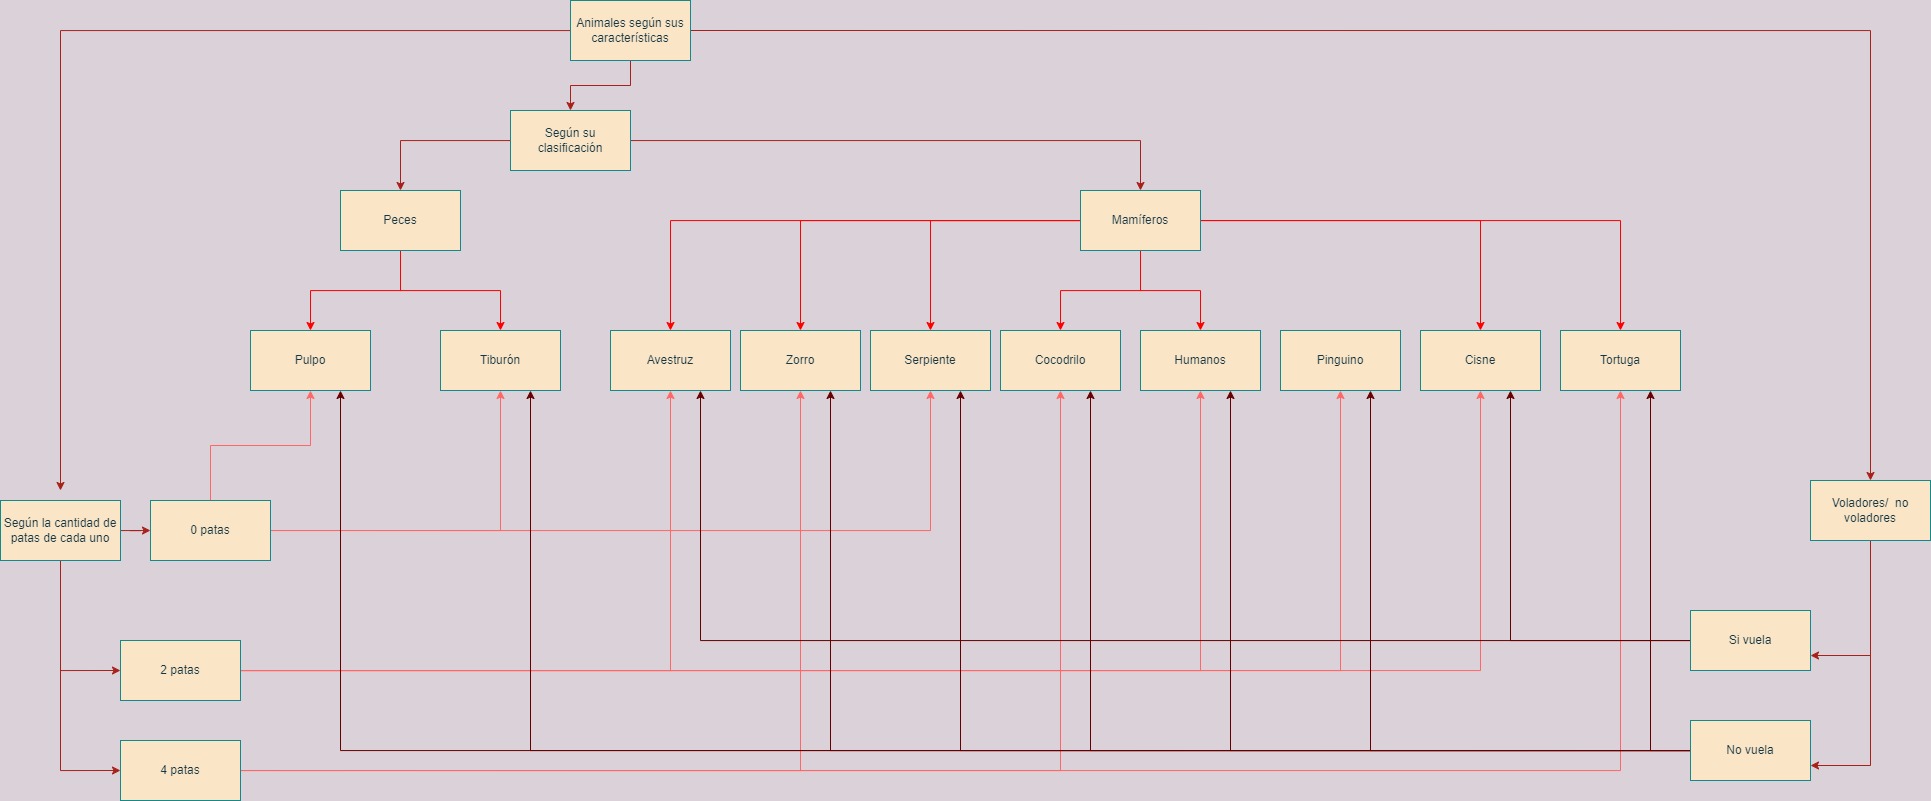 Animales según sus
características
Según su
clasificación
Peces
Mamíferos
Pulpo
Tiburón
Avestruz
Zorro
Serpiente
Cocodrilo
Humanos
Pinguino
Cisne
Tortuga
Según la cantidad de
patas de cada uno
0 patas
Voladores/ no
voladores
Si vuela
2 patas
No vuela
4 patas